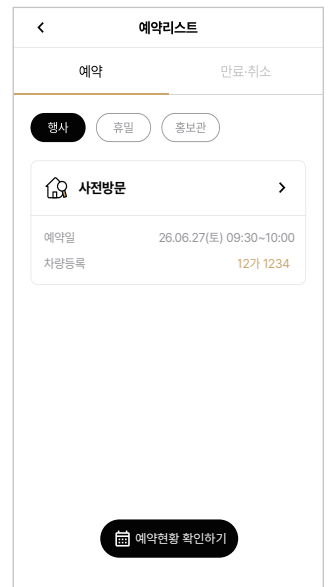 예약리스트
예약 만료·취소
행사 휴밀 홍보관
사전방문
예약일 26.06.27(토) 09:30~10:00
차량등록 12가 1234
예약현황 확인하기